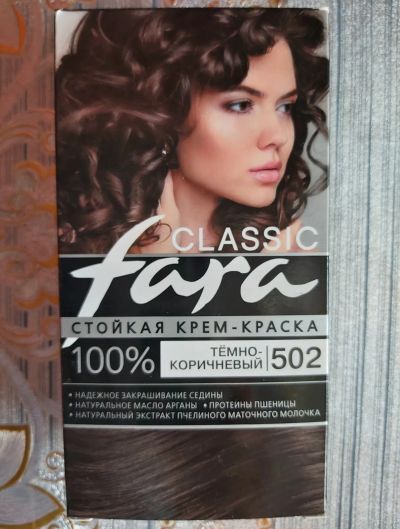 CLASSIC
fara
СТОЙКАЯ КРЕМ-КРАСКА
100% ТЁМНО-
КОРИЧНЕВЫЙ 502
• НАДЕЖНОЕ ЗАКРАШИВАНИЕ СЕДИНЫ
• НАТУРАЛЬНОЕ МАСЛО АРГАНЫ • ПРОТЕИНЫ ПШЕНИЦЫ
• НАТУРАЛЬНЫЙ ЭКСТРАКТ ПЧЕЛИНОГО МАТОЧНОГО МОЛОЧКА